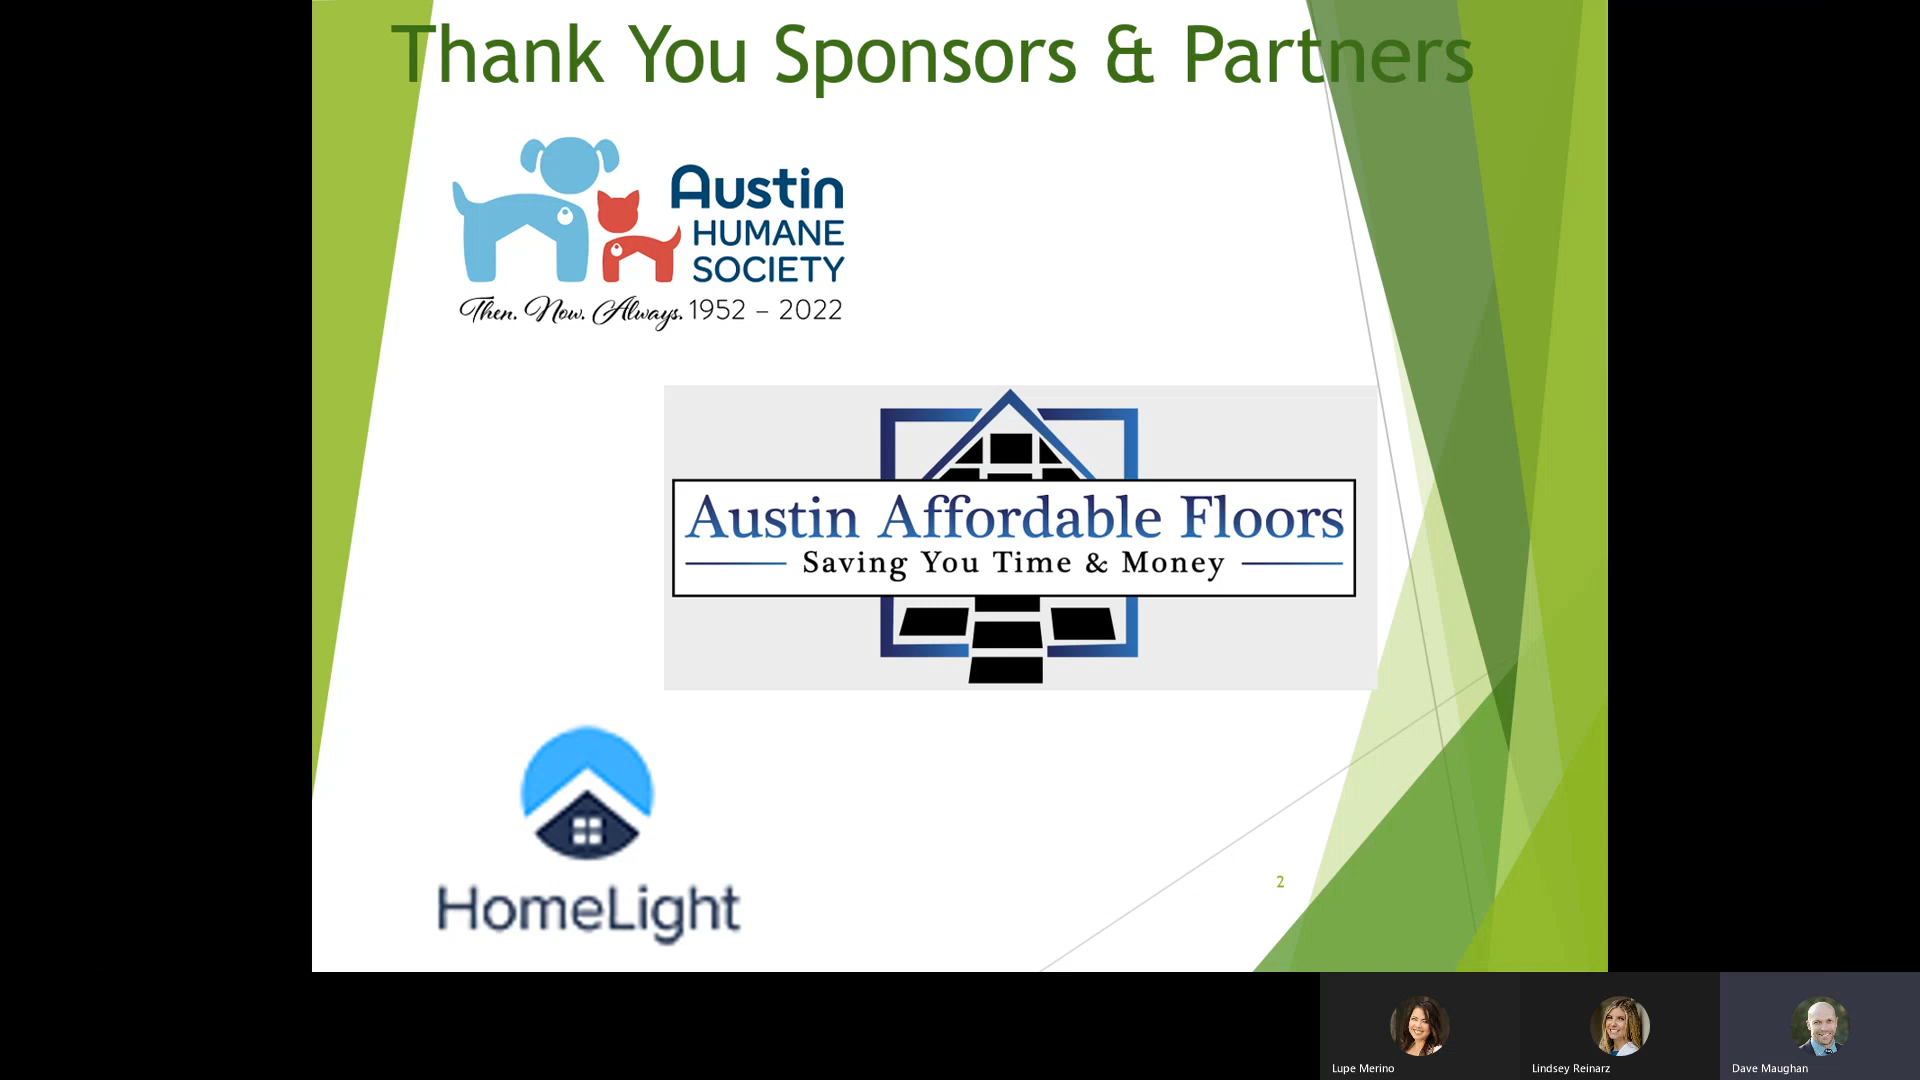 Thank You Sponsors & Partners
Austin
HUMANE
SOCIETY
Then. Now. Always. 1952 – 2022
Austin Affordable Floors
Saving You Time & Money
HomeLight
2
Lupe Merino
Lindsey Reinarz
Dave Maughan